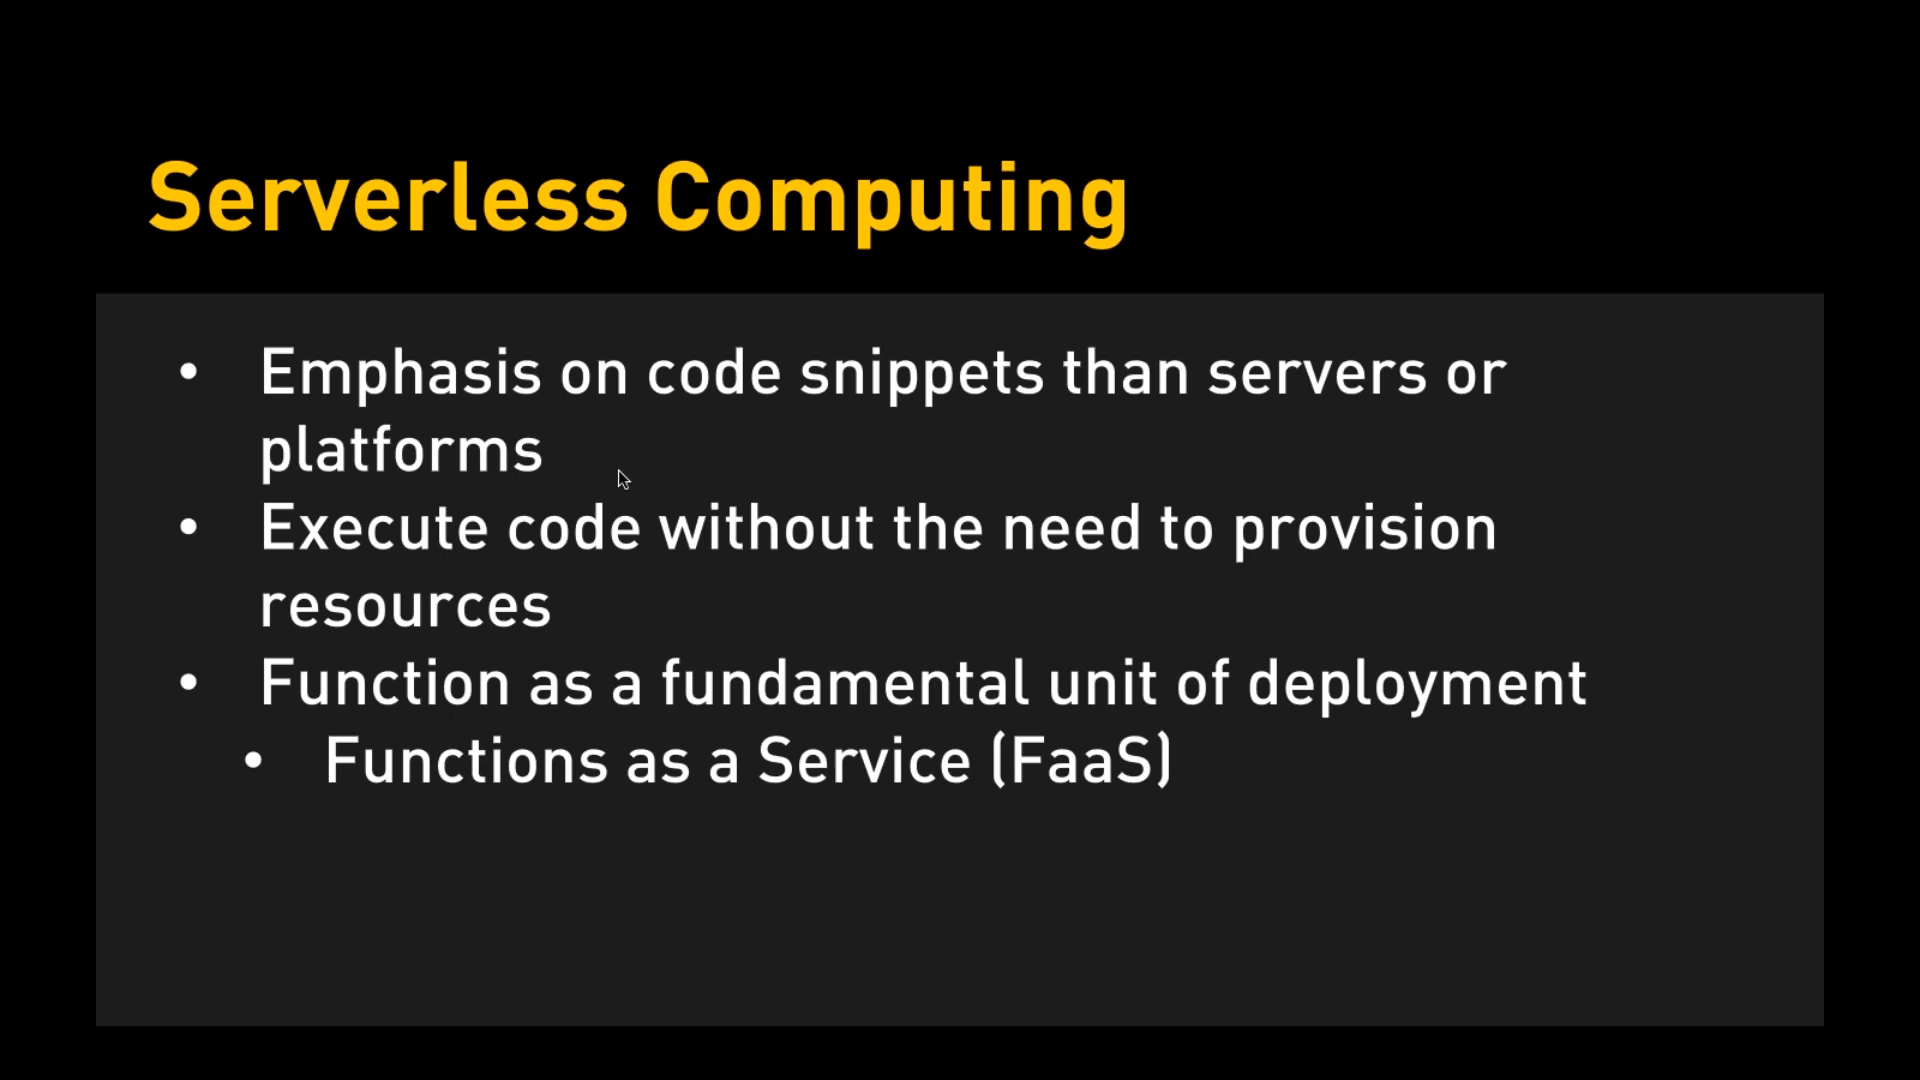 Serverless Computing
• Emphasis on code snippets than servers or
platforms
• Execute code without the need to provision
resources
• Function as a fundamental unit of deployment
• Functions as a Service (FaaS)